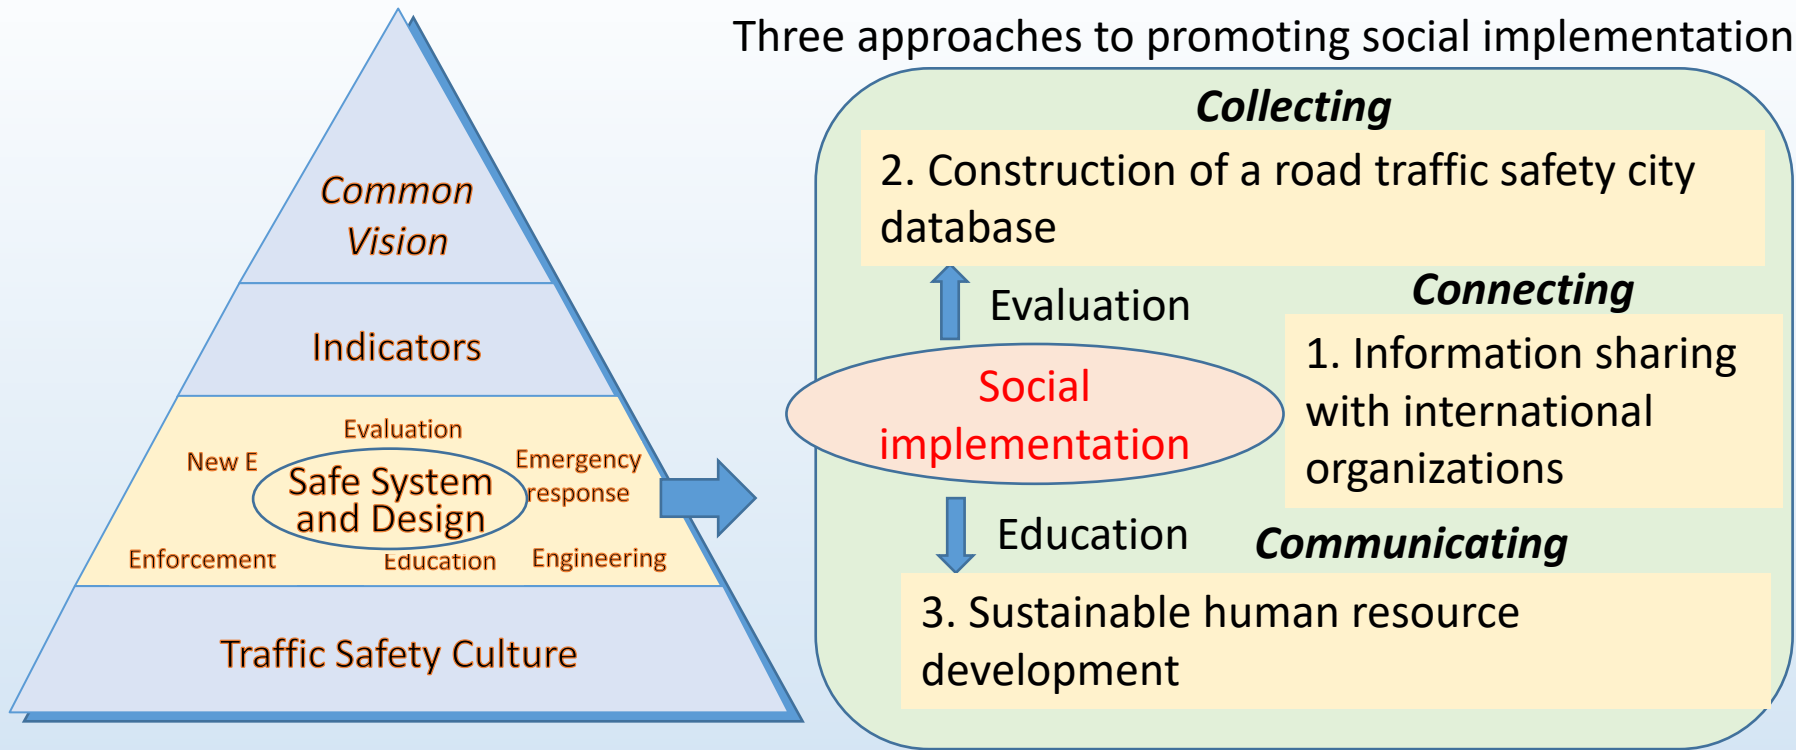 Three approaches to promoting social implementation
Common
Vision
Indicators
Evaluation
New E
Emergency
response
Safe System
and Design
Enforcement
Education
Engineering
Traffic Safety Culture
Collecting
2. Construction of a road traffic safety city
database
Evaluation
Connecting
1. Information sharing
with international
organizations
Social
implementation
Education
Communicating
3. Sustainable human resource
development